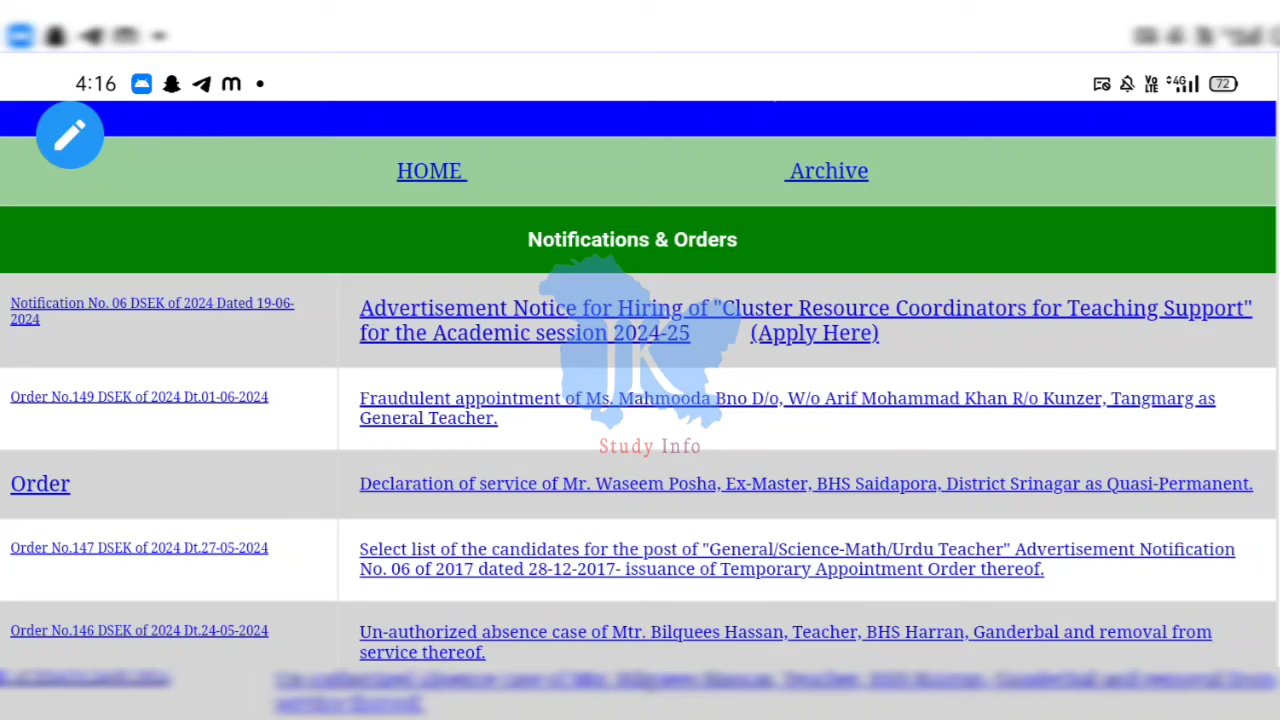 4:16
VO LTE 4G 72
HOME Archive
Notifications & Orders
Notification No. 06 DSEK of 2024 Dated 19-06-
2024
Advertisement Notice for Hiring of "Cluster Resource Coordinators for Teaching Support"
for the Academic session 2024-25 (Apply Here)
JK
Study Info
Order No.149 DSEK of 2024 Dt.01-06-2024
Fraudulent appointment of Ms. Mahmooda Bno D/o, W/o Arif Mohammad Khan R/o Kunzer, Tangmarg as
General Teacher.
Order
Declaration of service of Mr. Waseem Posha, Ex-Master, BHS Saidapora, District Srinagar as Quasi-Permanent.
Order No.147 DSEK of 2024 Dt.27-05-2024
Select list of the candidates for the post of "General/Science-Math/Urdu Teacher" Advertisement Notification
No. 06 of 2017 dated 28-12-2017- issuance of Temporary Appointment Order thereof.
Order No.146 DSEK of 2024 Dt.24-05-2024
Un-authorized absence case of Mtr. Bilquees Hassan, Teacher, BHS Harran, Ganderbal and removal from
service thereof.